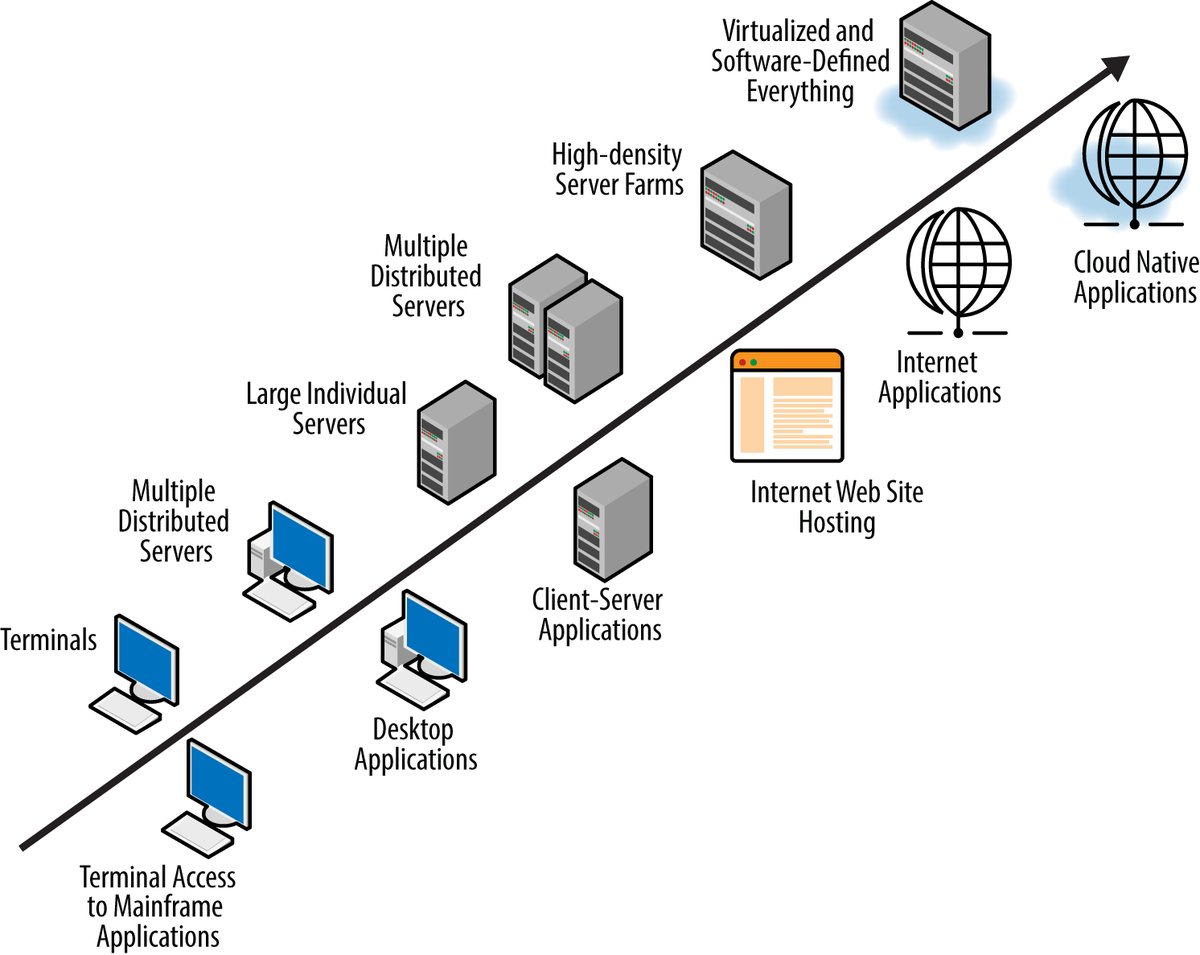 Virtualized and
Software-Defined
Everything
High-density
Server Farms
Multiple
Distributed
Servers
Large Individual
Servers
Multiple
Distributed
Servers
Terminals
Cloud Native
Applications
Internet
Applications
Internet Web Site
Hosting
Client-Server
Applications
Desktop
Applications
Terminal Access
to Mainframe
Applications